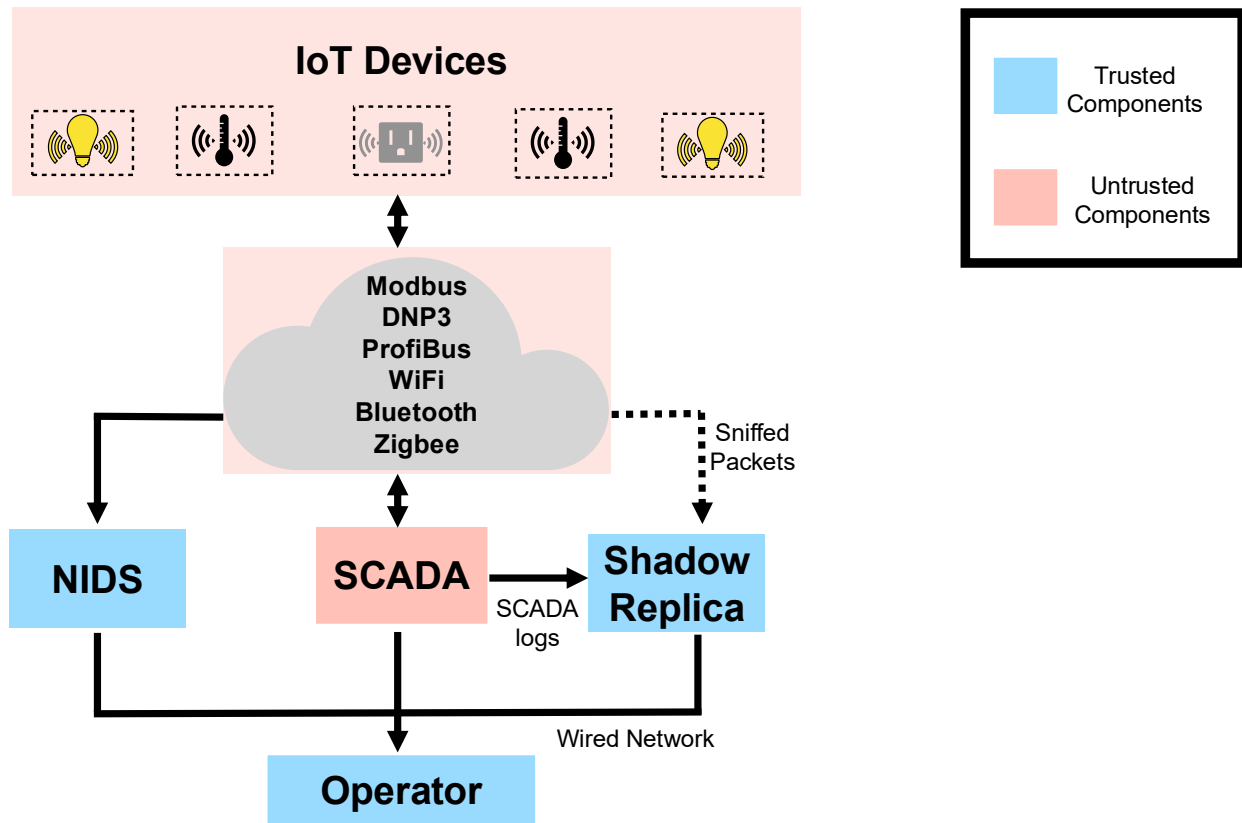 IoT Devices
Trusted
Components
Untrusted
Components
Modbus
DNP3
ProfiBus
WiFi
Bluetooth
Zigbee
Sniffed
Packets
NIDS
SCADA
SCADA
logs
Shadow
Replica
Wired Network
Operator